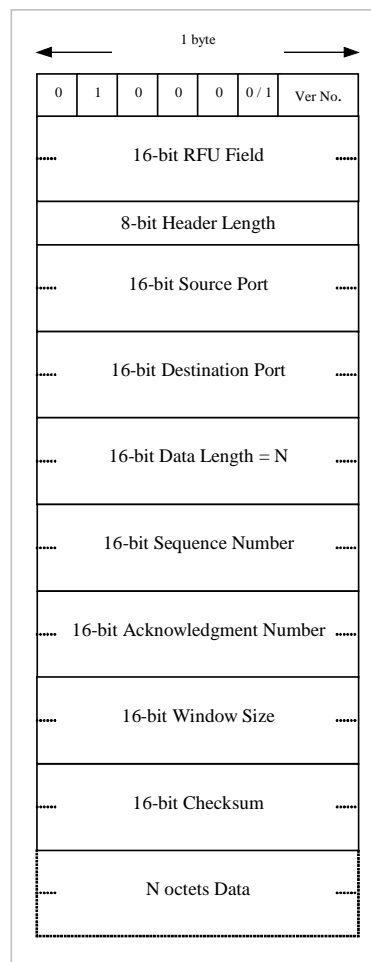 1 byte
0 1 0 0 0 0 / 1 Ver No.
16-bit RFU Field
8-bit Header Length
16-bit Source Port
16-bit Destination Port
16-bit Data Length = N
16-bit Sequence Number
16-bit Acknowledgment Number
16-bit Window Size
16-bit Checksum
N octets Data